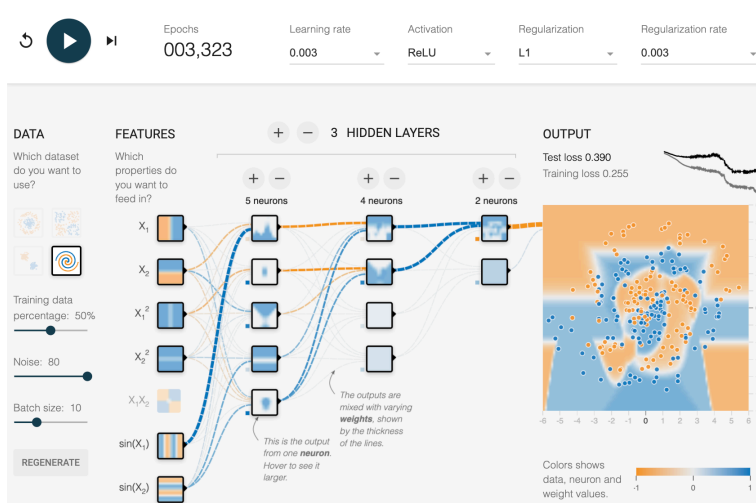 Epochs
003,323
Learning rate
0.003
Activation
ReLU
Regularization
L1
Regularization rate
0.003
DATA
Which dataset
do you want to
use?
Training data
percentage: 50%
Noise: 80
Batch size: 10
REGENERATE
FEATURES
Which
properties do
you want to
feed in?
X1
X2
X1²
X2²
X1X2
sin(X1)
sin(X2)
+ − 3 HIDDEN LAYERS
+ −
5 neurons
+ −
4 neurons
+ −
2 neurons
This is the output
from one neuron.
Hover to see it
larger.
The outputs are
mixed with varying
weights, shown
by the thickness
of the lines.
OUTPUT
Test loss 0.390
Training loss 0.255
-6 -5 -4 -3 -2 -1 0 1 2 3 4 5 6
Colors shows
data, neuron and
weight values.
-1 0 1